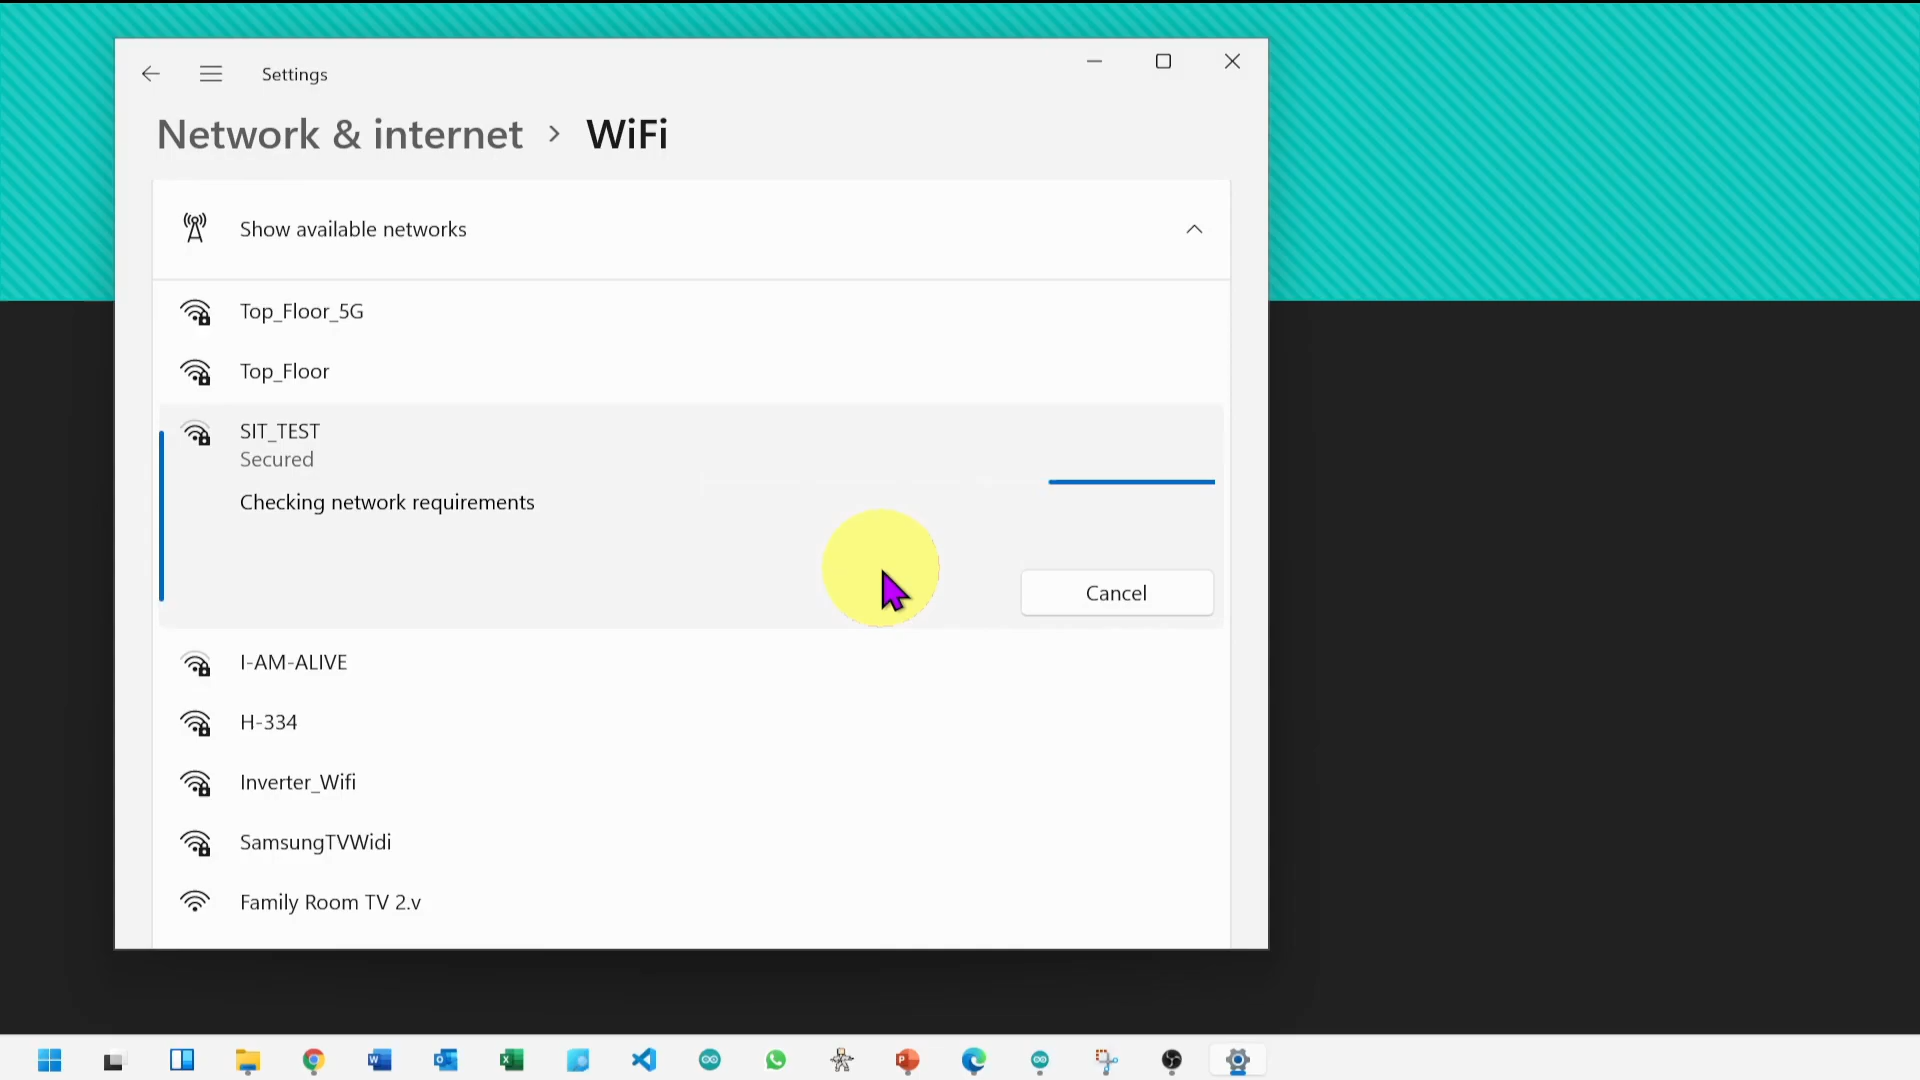 Settings
Network & internet > WiFi
Show available networks
Top_Floor_5G
Top_Floor
SIT_TEST
Secured
Checking network requirements
Cancel
I-AM-ALIVE
H-334
Inverter_Wifi
SamsungTVWidi
Family Room TV 2.v